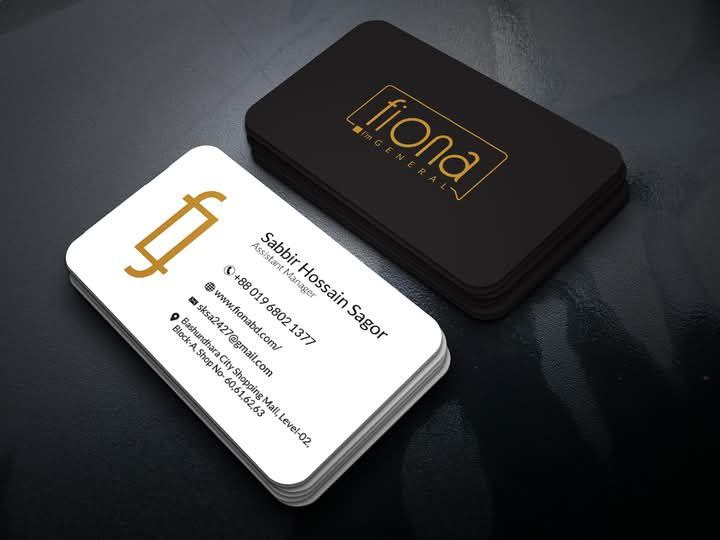 fiona
I'm GENERAL
Sabbir Hossain Sagor
Assistant Manager
+88 019 6802 1377
www.fionabd.com/
sksa2427@gmail.com
Bashundhara City Shopping Mall, Level-02,
Block-A, Shop No- 60,61,62,63